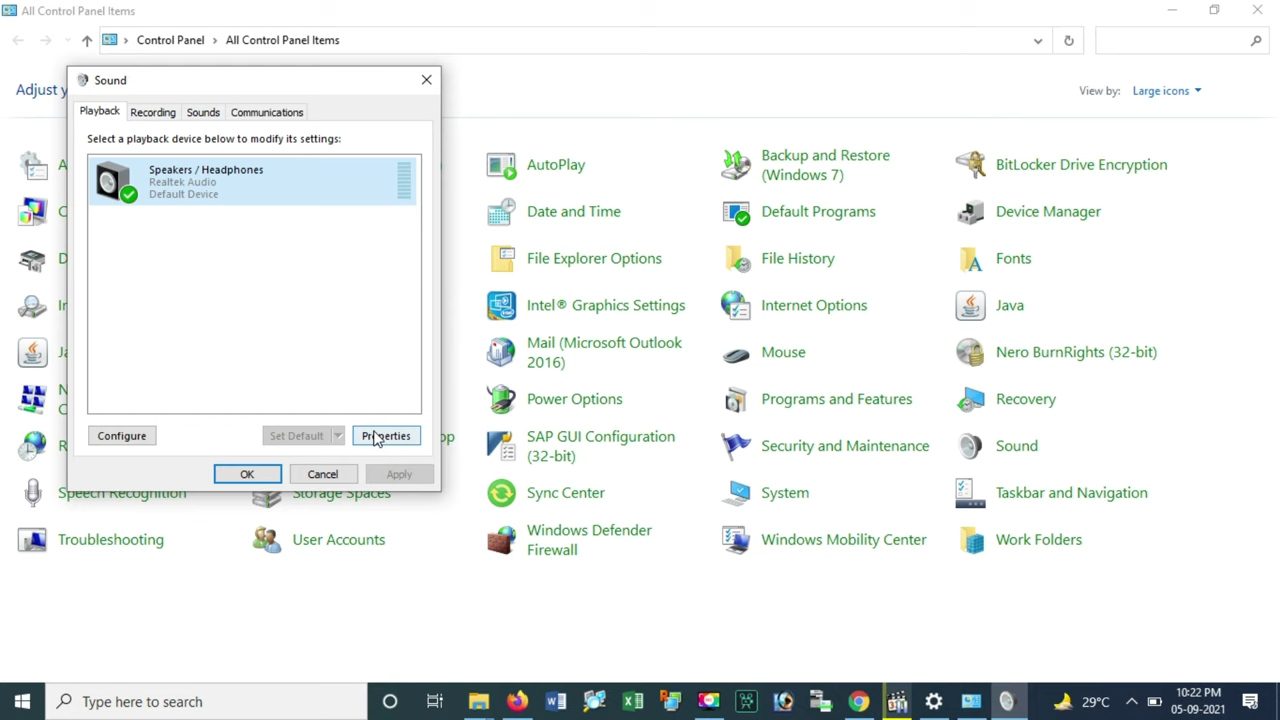 All Control Panel Items
Control Panel
All Control Panel Items
Adjust y
View by:
Large icons
Sound
Playback
Recording
Sounds
Communications
Select a playback device below to modify its settings:
Speakers / Headphones
Realtek Audio
Default Device
Configure
Set Default
Properties
OK
Cancel
Apply
AutoPlay
Backup and Restore
(Windows 7)
BitLocker Drive Encryption
Date and Time
Default Programs
Device Manager
File Explorer Options
File History
Fonts
Intel® Graphics Settings
Internet Options
Java
Mail (Microsoft Outlook
2016)
Mouse
Nero BurnRights (32-bit)
Power Options
Programs and Features
Recovery
SAP GUI Configuration
(32-bit)
Security and Maintenance
Sound
Speech Recognition
Storage Spaces
Sync Center
System
Taskbar and Navigation
Troubleshooting
User Accounts
Windows Defender
Firewall
Windows Mobility Center
Work Folders
Type here to search
29°C
10:22 PM
05-09-2021